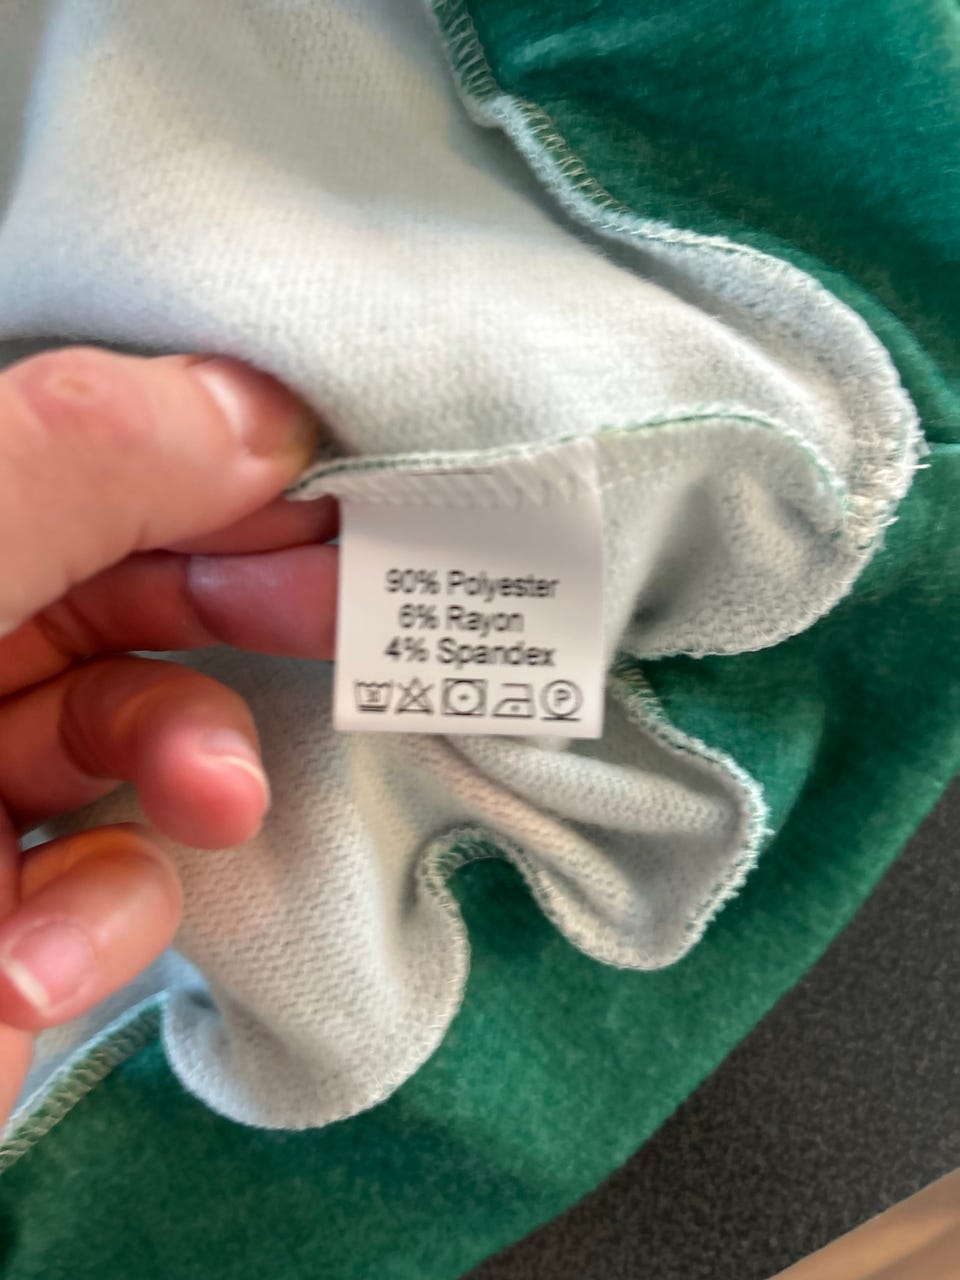 90% Polyester
6% Rayon
4% Spandex
P